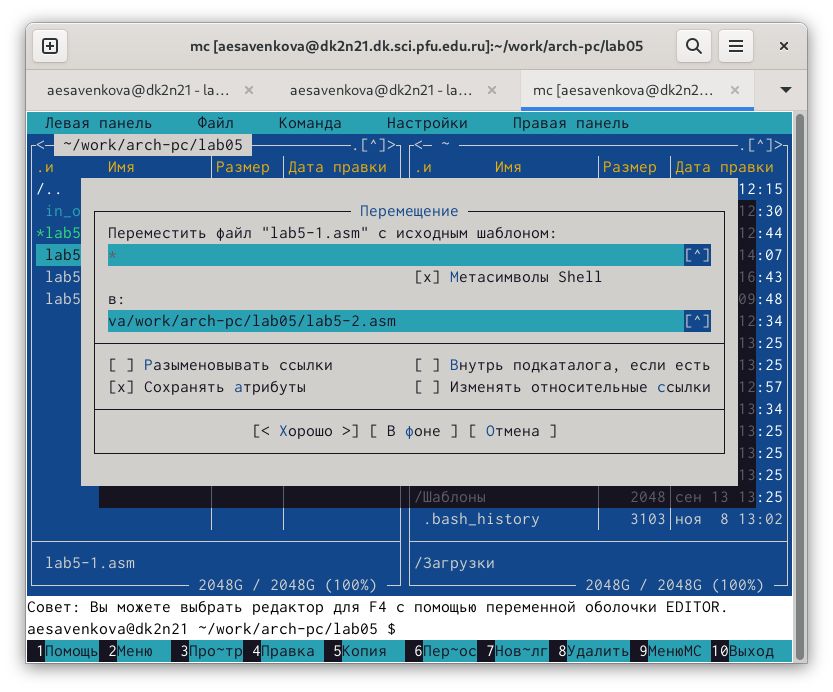 mc [aesavenkova@dk2n21.dk.sci.pfu.edu.ru]:~/work/arch-pc/lab05
aesavenkova@dk2n21 - la... × aesavenkova@dk2n21 - la... × mc [aesavenkova@dk2n2... ×
Левая панель Файл Команда Настройки Правая панель
<─ ~/work/arch-pc/lab05 .[^]> <─ ~ .[^]>
.и Имя Размер Дата правки .и Имя Размер Дата правки
/.. 12:15
Перемещение
in_o 12:30
Переместить файл "lab5-1.asm" с исходным шаблоном:
*lab5 12:44
lab5 * [^] 14:07
lab5 [x] Метасимволы Shell 16:43
lab5 в: 09:48
va/work/arch-pc/lab05/lab5-2.asm [^] 12:34
13:25
[ ] Разыменовывать ссылки [ ] Внутрь подкаталога, если есть 13:25
[x] Сохранять атрибуты [ ] Изменять относительные ссылки 12:57
13:34
[< Хорошо >] [ В фоне ] [ Отмена ] 13:25
13:25
13:25
/Шаблоны 2048 сен 13 13:25
.bash_history 3103 ноя 8 13:02
lab5-1.asm /Загрузки
2048G / 2048G (100%) 2048G / 2048G (100%)
Совет: Вы можете выбрать редактор для F4 с помощью переменной оболочки EDITOR.
aesavenkova@dk2n21 ~/work/arch-pc/lab05 $
1Помощь 2Меню 3Про~тр 4Правка 5Копия 6Пер~ос 7Нов~лг 8Удалить 9МенюMC 10Выход